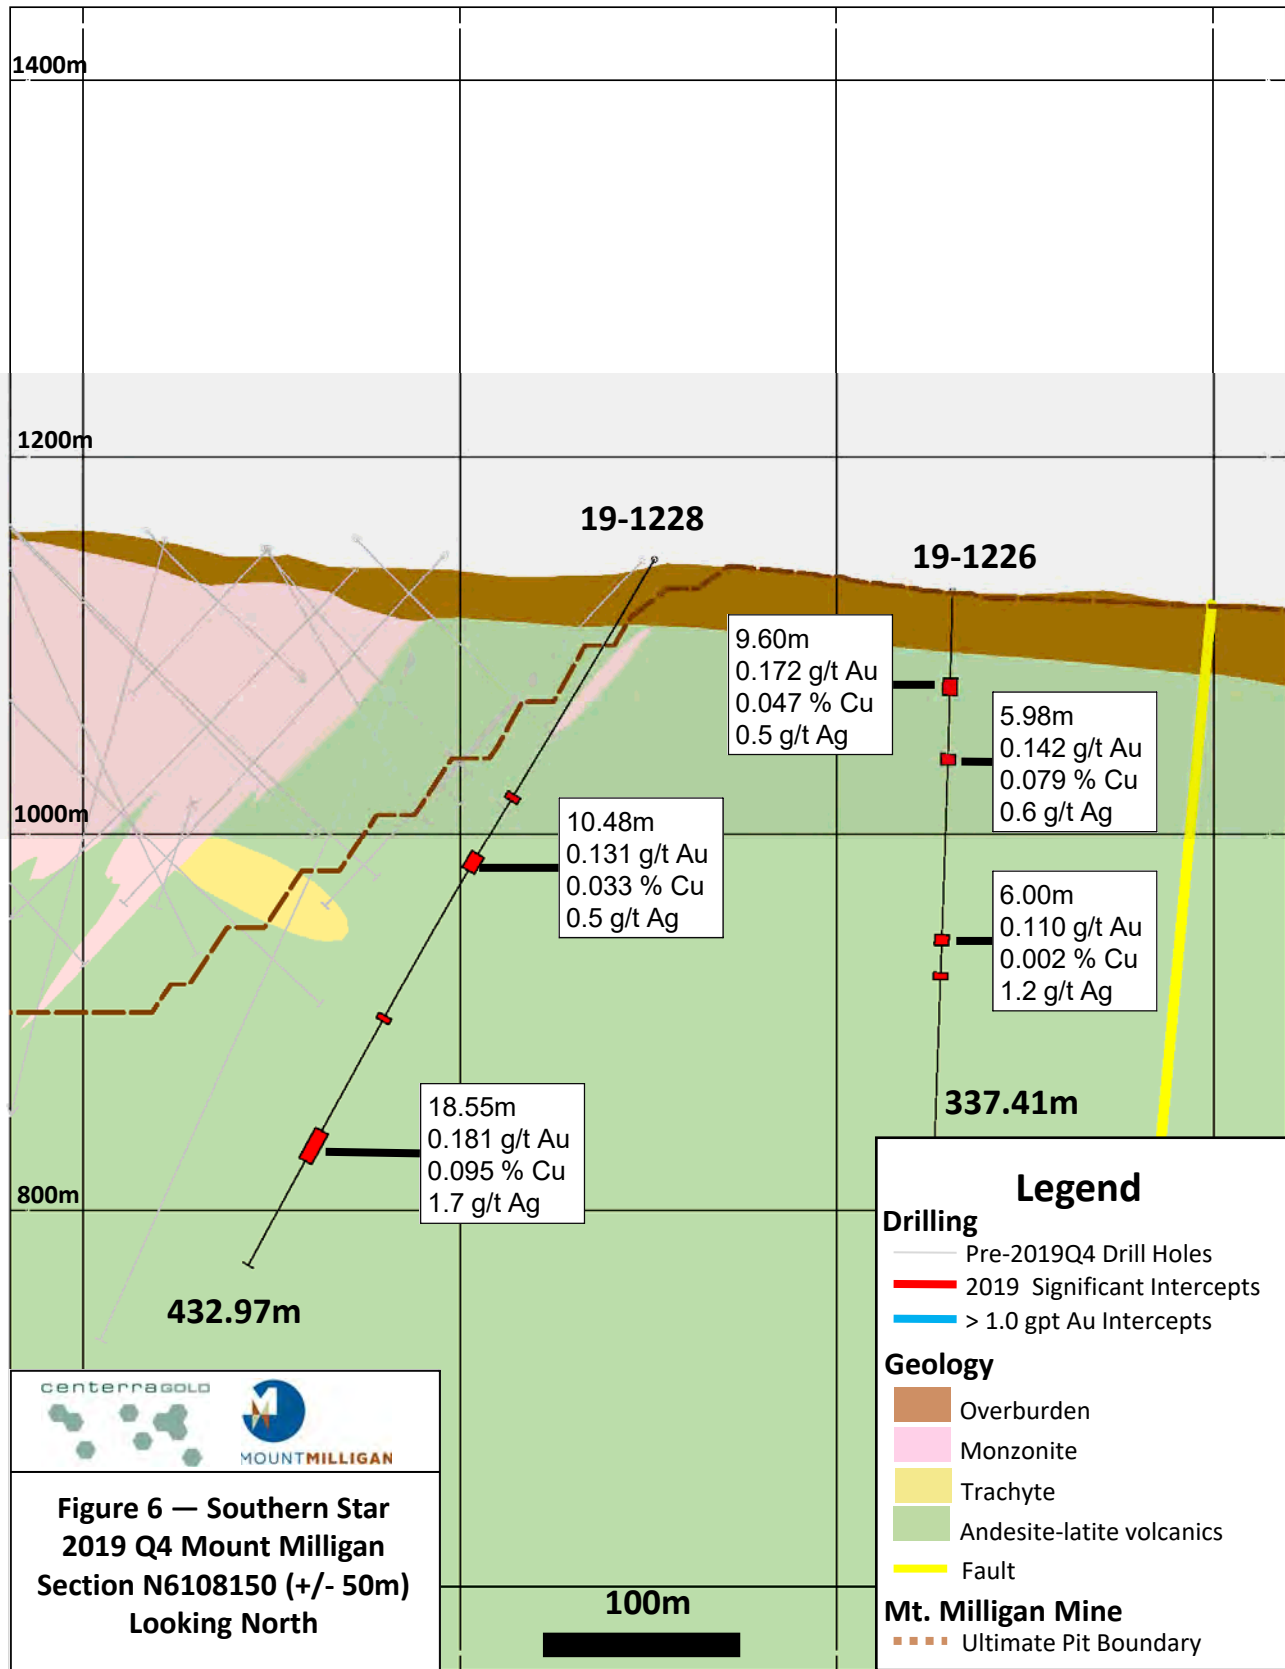 1400m
1200m
19-1228
19-1226
9.60m
0.172 g/t Au
0.047 % Cu
0.5 g/t Ag
5.98m
0.142 g/t Au
0.079 % Cu
0.6 g/t Ag
1000m
10.48m
0.131 g/t Au
0.033 % Cu
0.5 g/t Ag
6.00m
0.110 g/t Au
0.002 % Cu
1.2 g/t Ag
18.55m
0.181 g/t Au
0.095 % Cu
1.7 g/t Ag
337.41m
800m
432.97m
Legend
Drilling
Pre-2019Q4 Drill Holes
2019 Significant Intercepts
> 1.0 gpt Au Intercepts
Geology
Overburden
Monzonite
Trachyte
Andesite-latite volcanics
Fault
Mt. Milligan Mine
Ultimate Pit Boundary
centerraGOLD
MOUNTMILLIGAN
Figure 6 — Southern Star
2019 Q4 Mount Milligan
Section N6108150 (+/- 50m)
Looking North
100m